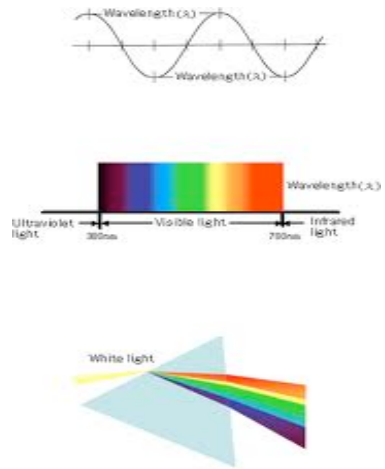 Wavelength(λ)
Wavelength(λ)
Wavelength(λ)
Ultraviolet light
Visible light
Infrared light
380nm
780nm
White light